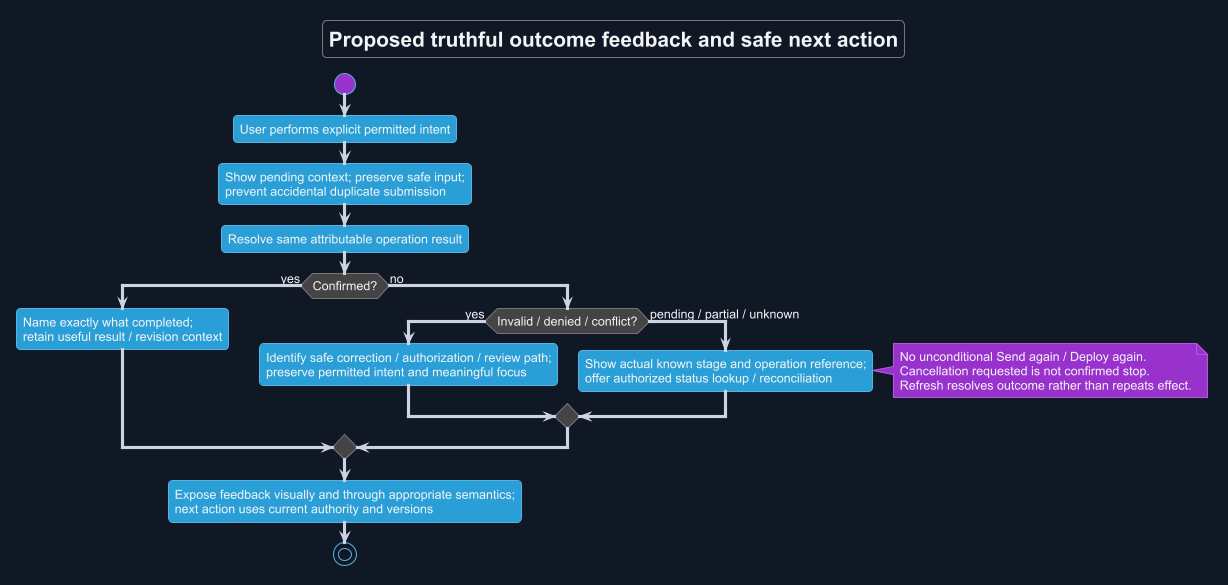 Proposed truthful outcome feedback and safe next action
User performs explicit permitted intent
Show pending context; preserve safe input;
prevent accidental duplicate submission
Resolve same attributable operation result
yes
Confirmed?
no
Name exactly what completed;
retain useful result / revision context
yes
Invalid / denied / conflict?
pending / partial / unknown
Identify safe correction / authorization / review path;
preserve permitted intent and meaningful focus
Show actual known stage and operation reference;
offer authorized status lookup / reconciliation
No unconditional Send again / Deploy again.
Cancellation requested is not confirmed stop.
Refresh resolves outcome rather than repeats effect.
Expose feedback visually and through appropriate semantics;
next action uses current authority and versions